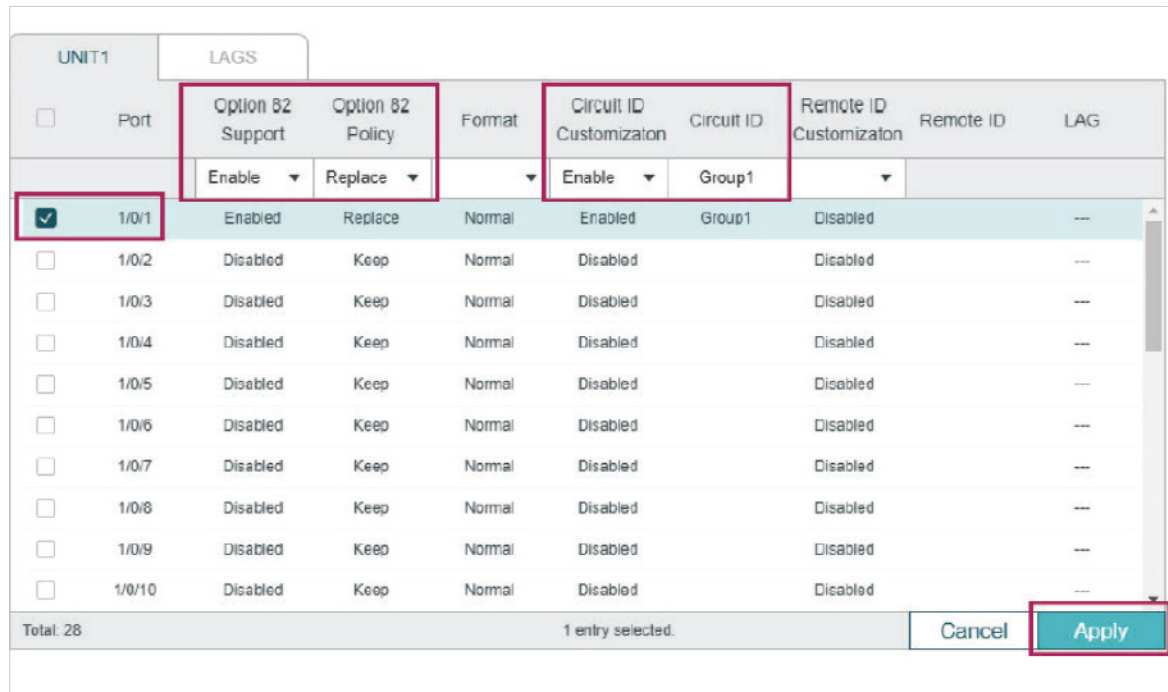 UNIT1 LAGS
Port Option 82 Support Option 82 Policy Format Circuit ID Customizaton Circuit ID Remote ID Customizaton Remote ID LAG
Enable Replace Enable Group1
1/0/1 Enabled Replace Normal Enabled Group1 Disabled ---
1/0/2 Disabled Keep Normal Disabled Disabled ---
1/0/3 Disabled Keep Normal Disabled Disabled ---
1/0/4 Disabled Keep Normal Disabled Disabled ---
1/0/5 Disabled Keep Normal Disabled Disabled ---
1/0/6 Disabled Keep Normal Disabled Disabled ---
1/0/7 Disabled Keep Normal Disabled Disabled ---
1/0/8 Disabled Keep Normal Disabled Disabled ---
1/0/9 Disabled Keep Normal Disabled Disabled ---
1/0/10 Disabled Keep Normal Disabled Disabled ---
Total: 28 1 entry selected. Cancel Apply